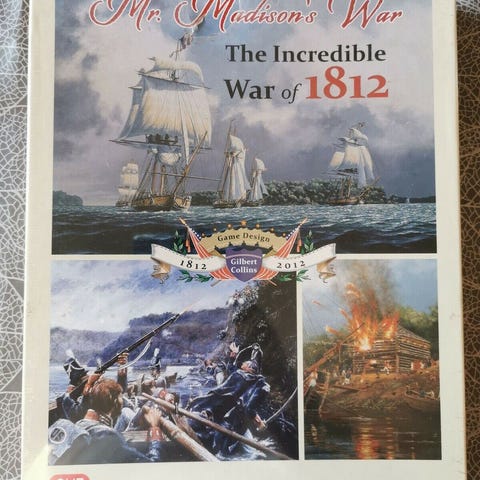 Mr. Madison's War
The Incredible
War of 1812
Game Design
1812 Gilbert 2012
Collins